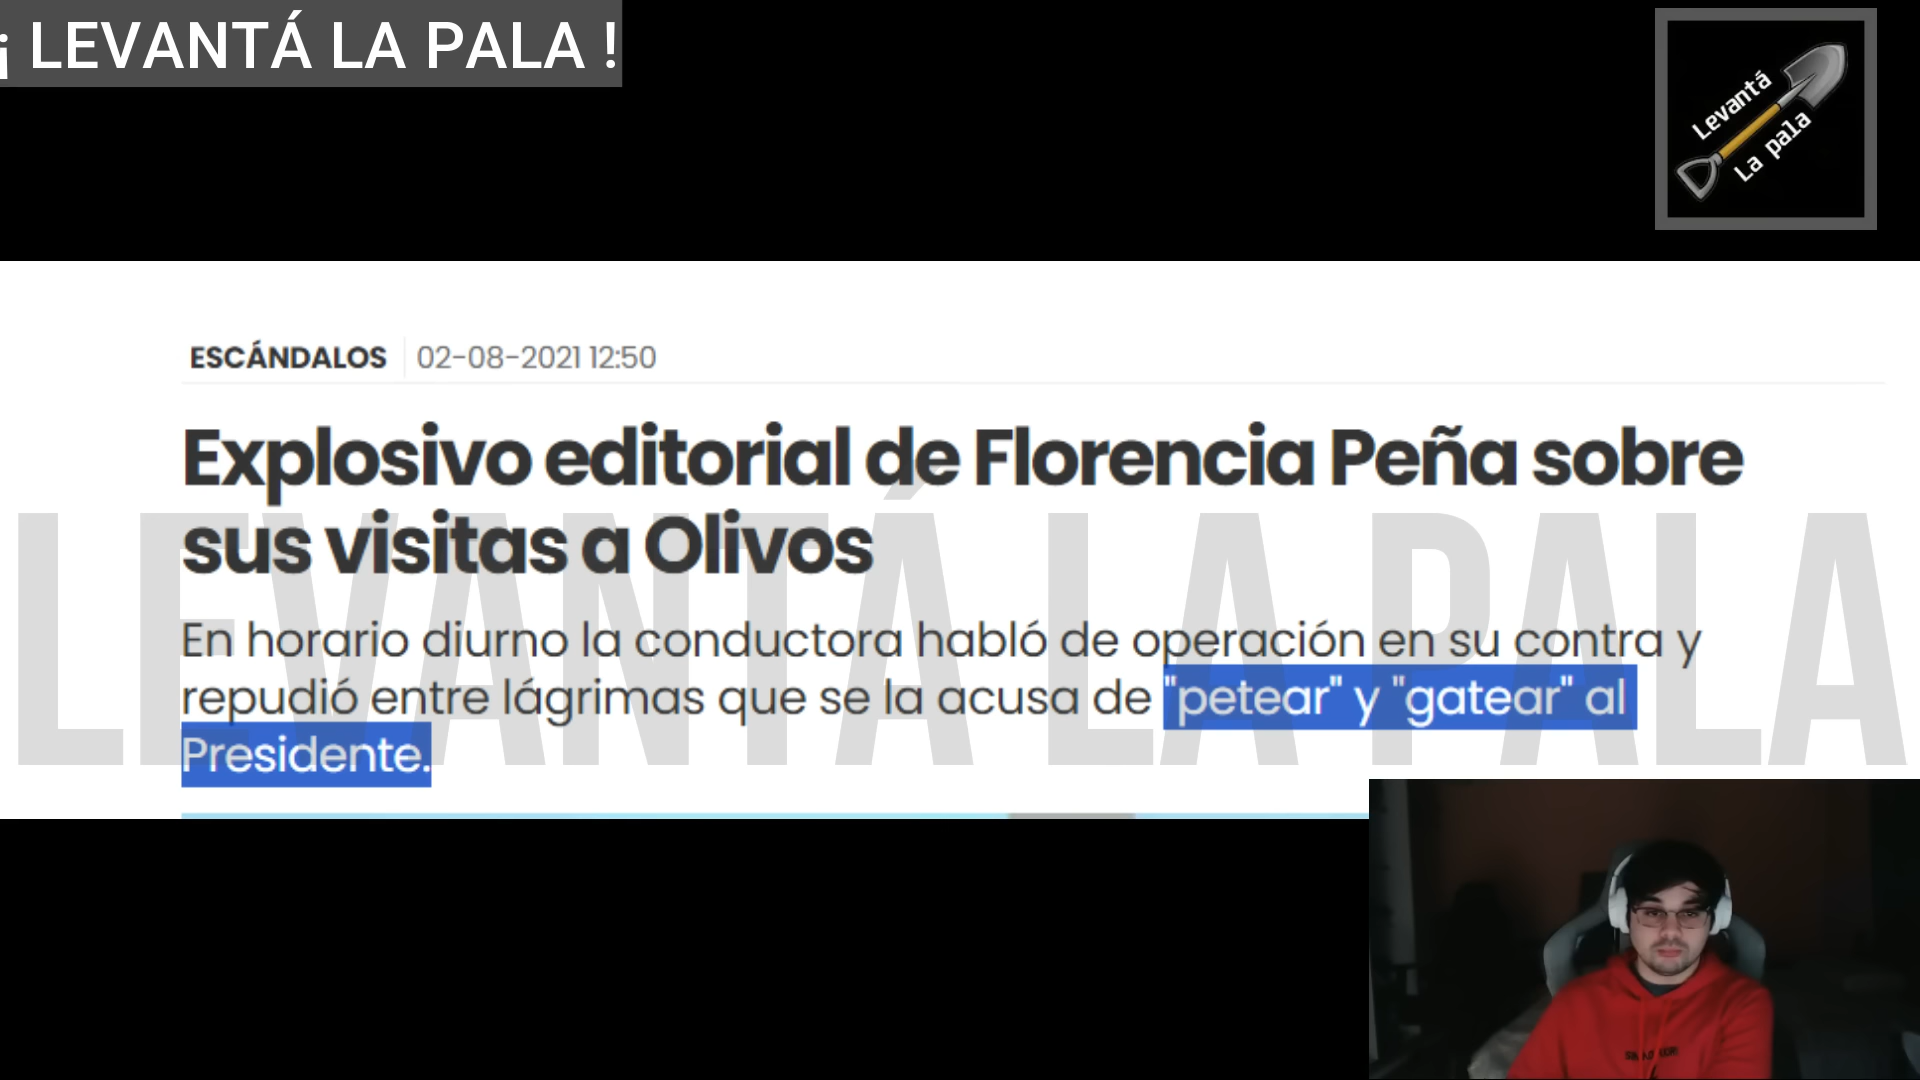 ¡ LEVANTÁ LA PALA !
Levantá
La pala
ESCÁNDALOS 02-08-2021 12:50
Explosivo editorial de Florencia Peña sobre
sus visitas a Olivos
LEVANTÁ LA PALA
En horario diurno la conductora habló de operación en su contra y
repudió entre lágrimas que se la acusa de "petear" y "gatear" al
Presidente.